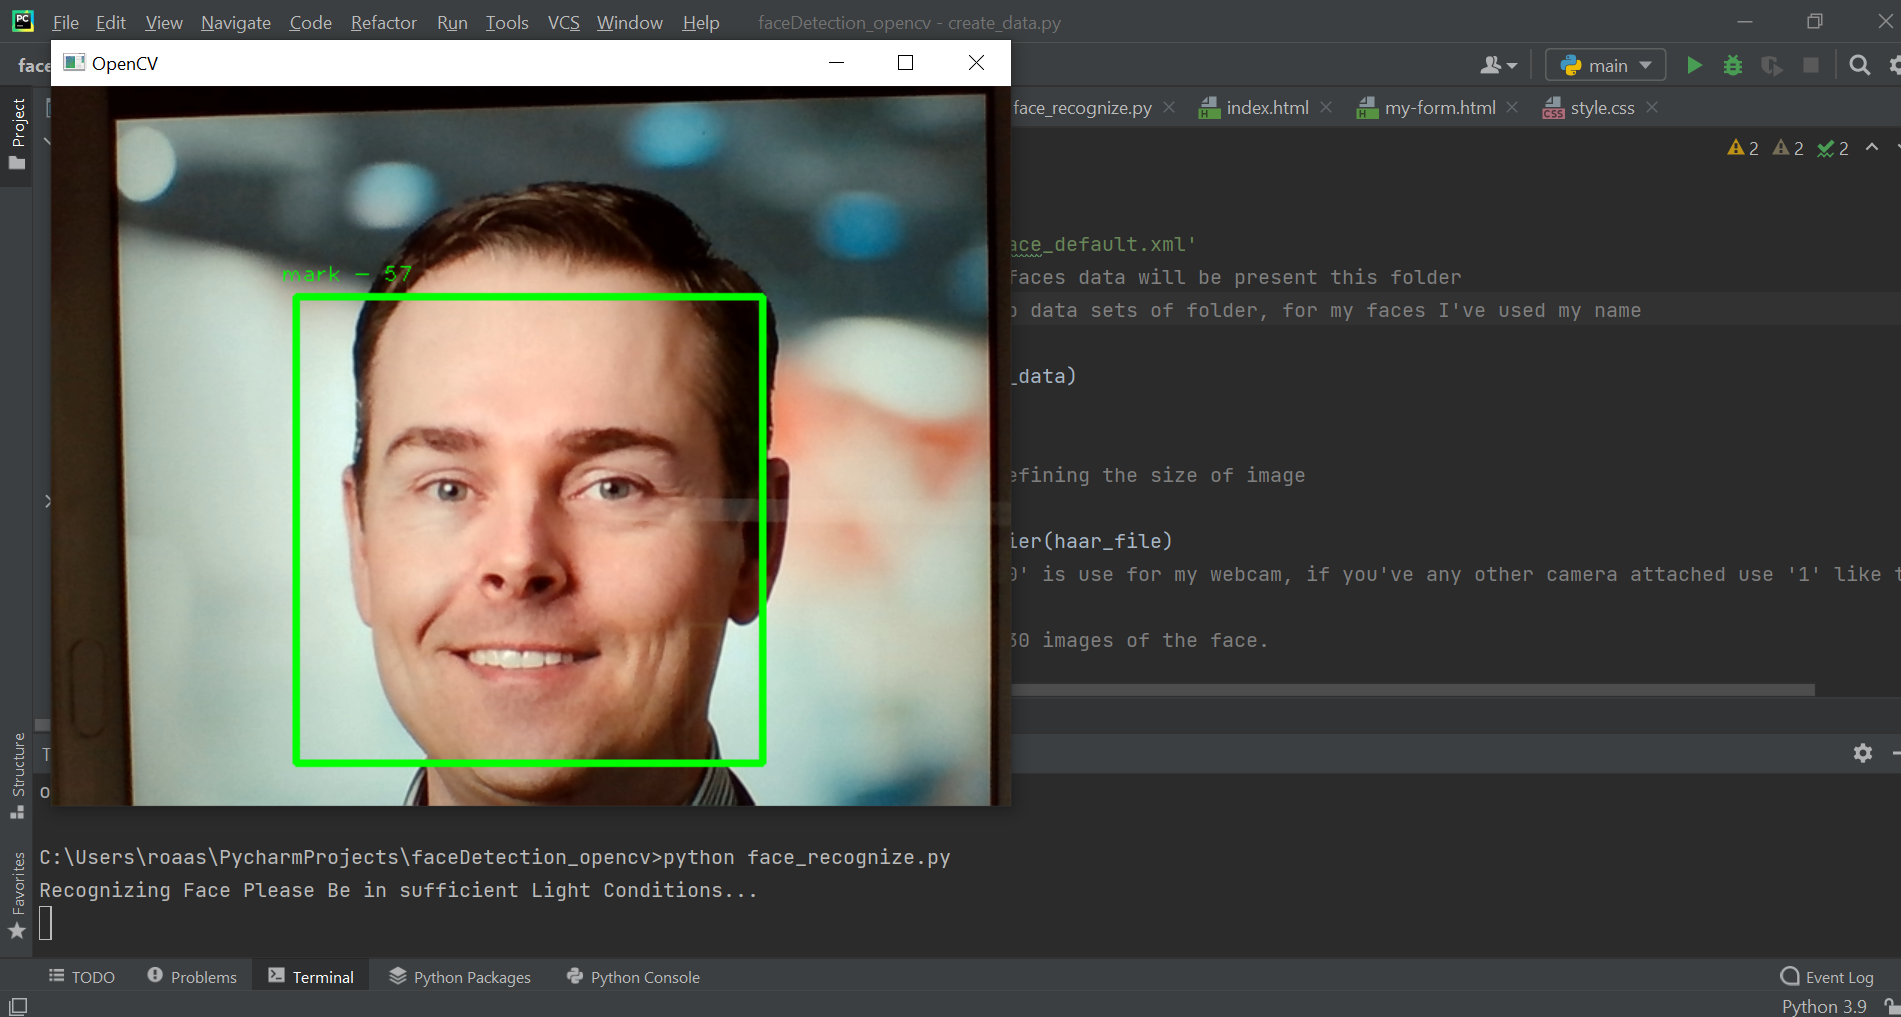 File Edit View Navigate Code Refactor Run Tools VCS Window Help faceDetection_opencv - create_data.py
OpenCV
face
main
Project
face_recognize.py index.html my-form.html style.css
2 2 2
ace_default.xml'
mark - 57
faces data will be present this folder
data sets of folder, for my faces I've used my name
_data)
efining the size of image
ier(haar_file)
0' is use for my webcam, if you've any other camera attached use '1' like t
30 images of the face.
Structure
Favorites
C:\Users\roaas\PycharmProjects\faceDetection_opencv>python face_recognize.py
Recognizing Face Please Be in sufficient Light Conditions...
TODO Problems Terminal Python Packages Python Console Event Log
Python 3.9